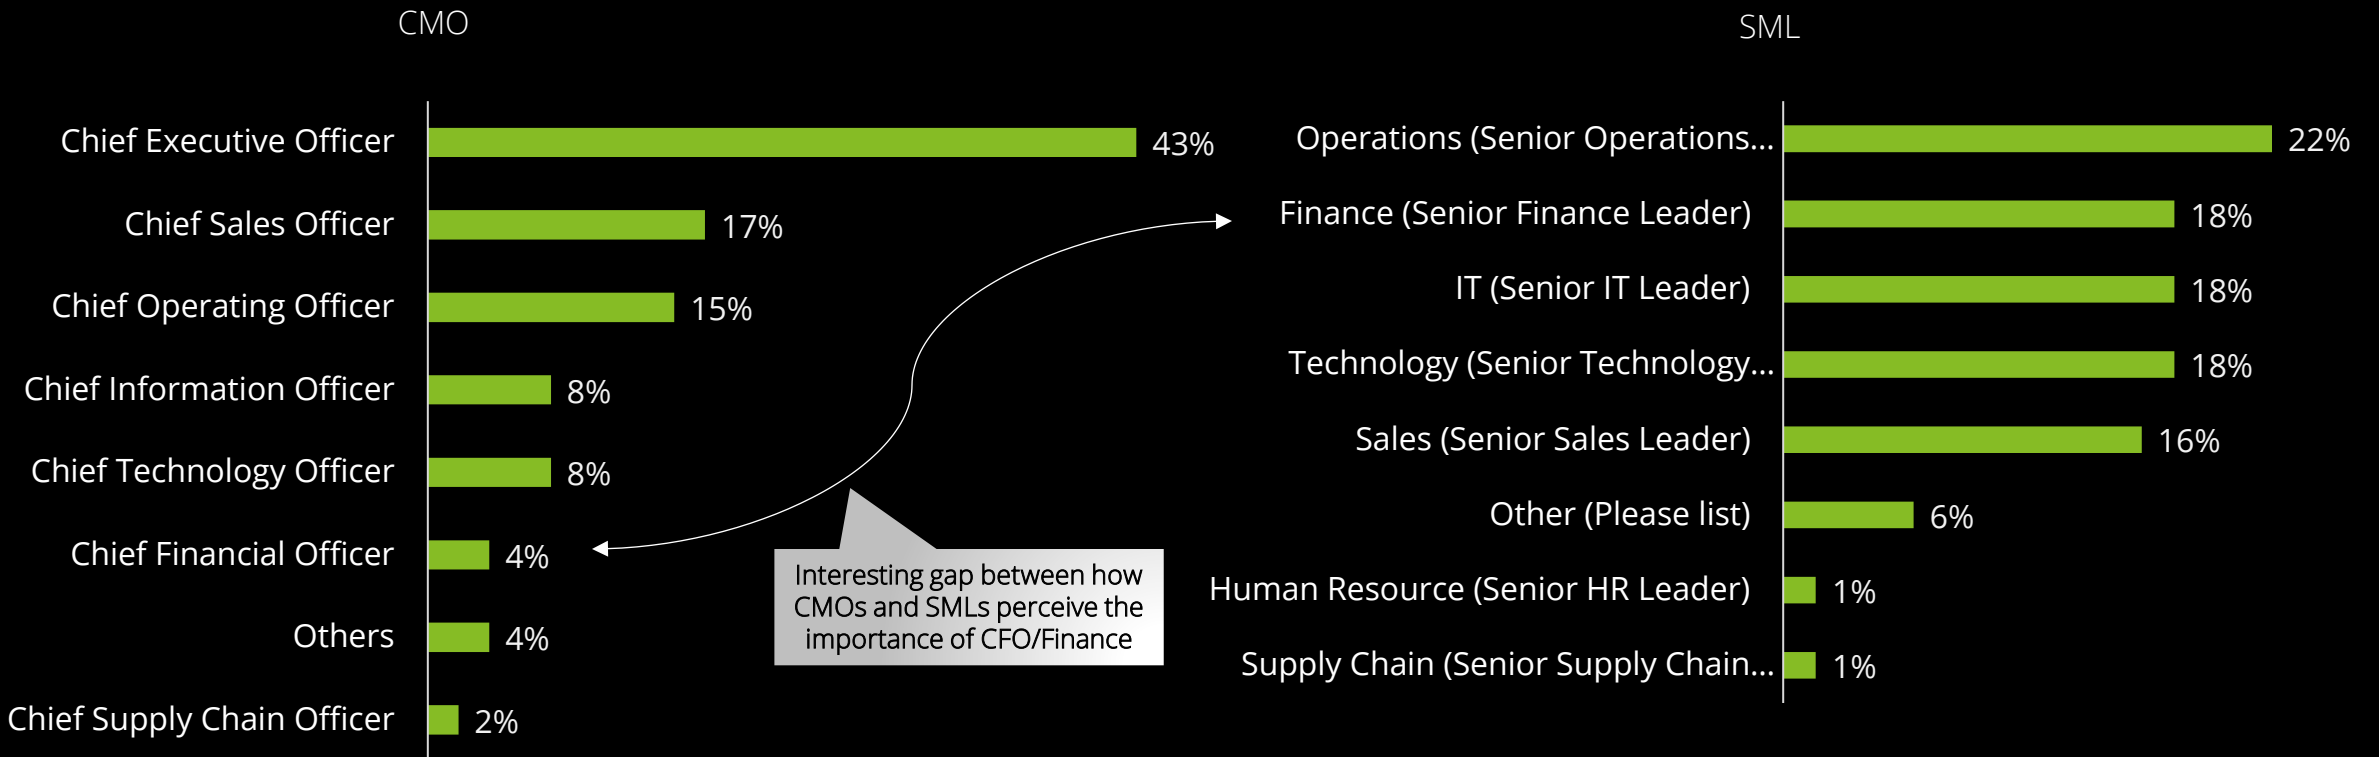 CMO
Chief Executive Officer 43%
Chief Sales Officer 17%
Chief Operating Officer 15%
Chief Information Officer 8%
Chief Technology Officer 8%
Chief Financial Officer 4%
Others 4%
Chief Supply Chain Officer 2%
Interesting gap between how
CMOs and SMLs perceive the
importance of CFO/Finance
SML
Operations (Senior Operations... 22%
Finance (Senior Finance Leader) 18%
IT (Senior IT Leader) 18%
Technology (Senior Technology... 18%
Sales (Senior Sales Leader) 16%
Other (Please list) 6%
Human Resource (Senior HR Leader) 1%
Supply Chain (Senior Supply Chain... 1%